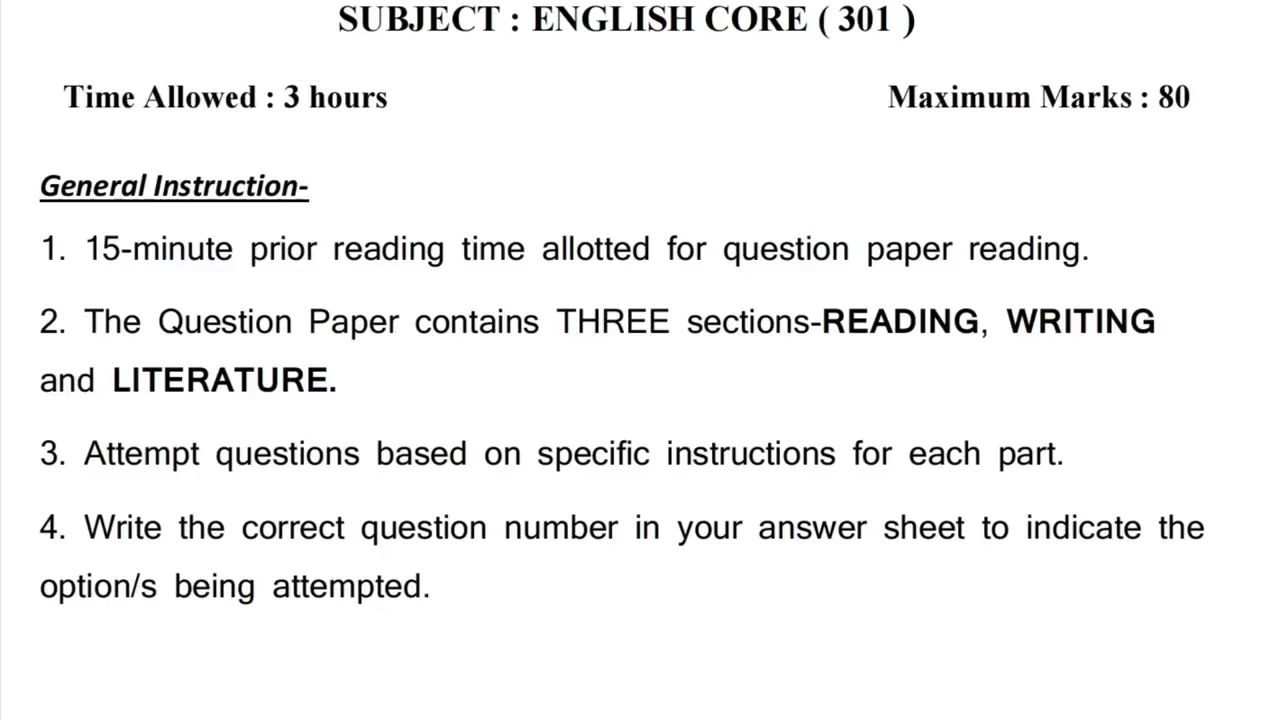 SUBJECT : ENGLISH CORE ( 301 )
Time Allowed : 3 hours Maximum Marks : 80
General Instruction-
1. 15-minute prior reading time allotted for question paper reading.
2. The Question Paper contains THREE sections-READING, WRITING
and LITERATURE.
3. Attempt questions based on specific instructions for each part.
4. Write the correct question number in your answer sheet to indicate the
option/s being attempted.